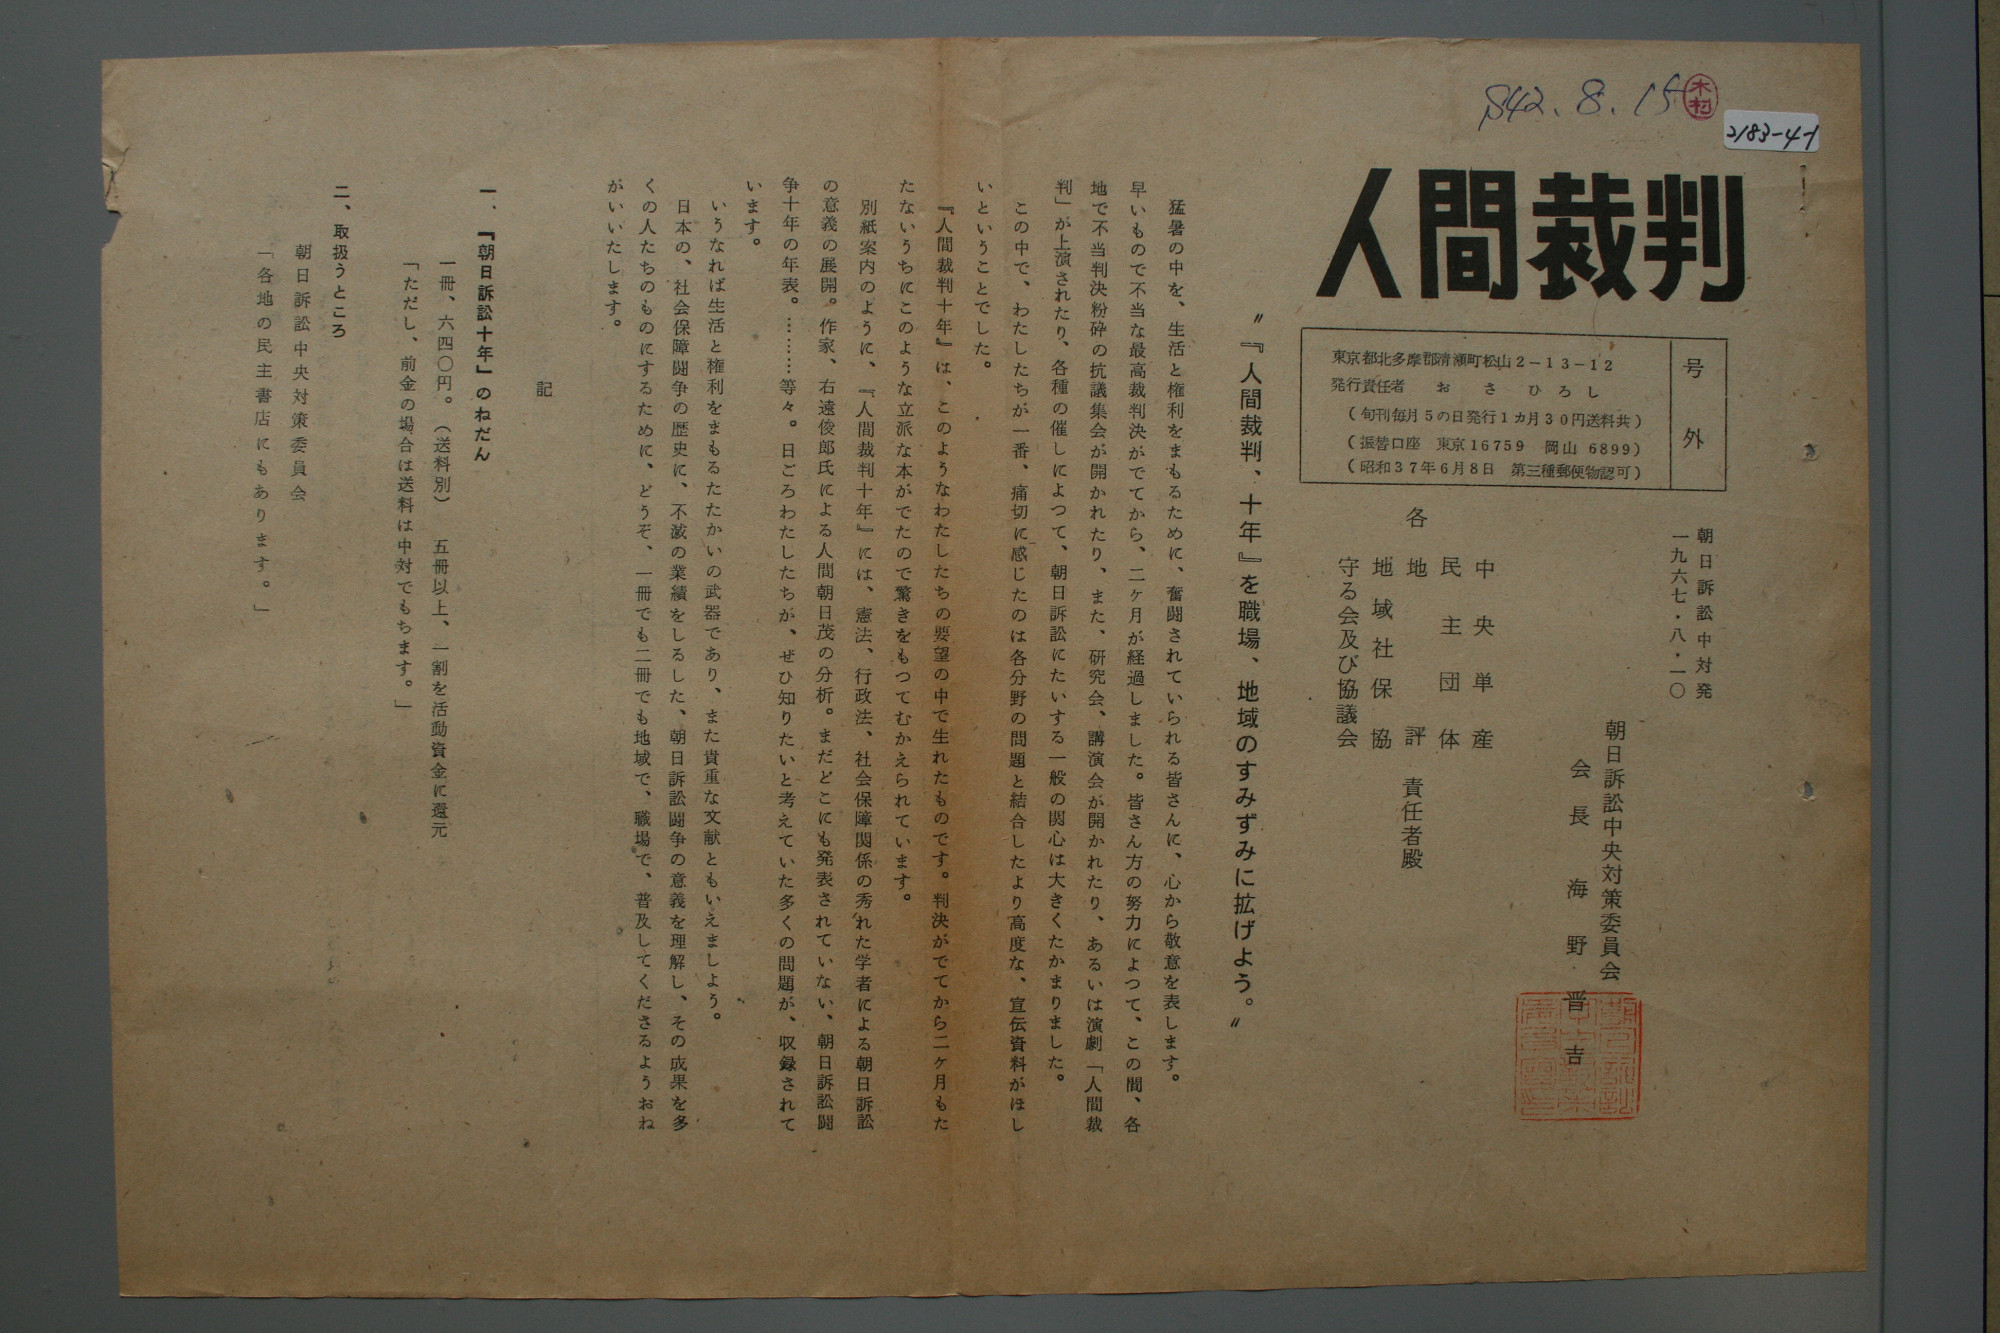 S42.8.15
木村
2183-4-1
人間裁判
号外
東京都北多摩郡清瀬町松山2-13-12
発行責任者 おさひろし
(旬刊毎月5の日発行1カ月30円送料共)
(振替口座 東京16759 岡山6899)
(昭和37年6月8日 第三種郵便物認可)
朝日訴訟中対発
一九六七・八・一〇
朝日訴訟中央対策委員会
会長 海野晋吉
中央単産
民主団体
各地評 責任者殿
地域社保協
守る会及び協議会
〃『人間裁判、十年』を職場、地域のすみずみに拡げよう。〃
猛暑の中を、生活と権利をまもるために、奮闘されていられる皆さんに、心から敬意を表します。
早いもので不当な最高裁判決がでてから、二ヶ月が経過しました。皆さん方の努力によつて、この間、各
地で不当判決粉砕の抗議集会が開かれたり、また、研究会、講演会が開かれたり、あるいは演劇「人間裁
判」が上演されたり、各種の催しによつて、朝日訴訟にたいする一般の関心は大きくたかまりました。
この中で、わたしたちが一番、痛切に感じたのは各分野の問題と結合したより高度な、宣伝資料がほし
いということでした。
『人間裁判十年』は、このようなわたしたちの要望の中で生れたものです。判決がでてから二ヶ月もた
たないうちにこのような立派な本がでたので驚きをもつてむかえられています。
別紙案内のように、『人間裁判十年』には、憲法、行政法、社会保障関係の秀れた学者による朝日訴訟
の意義の展開。作家、右遠俊郎氏による人間朝日茂の分析。まだどこにも発表されていない、朝日訴訟闘
争十年の年表。………等々。日ごろわたしたちが、ぜひ知りたいと考えていた多くの問題が、収録されて
います。
いうなれば生活と権利をまもるたたかいの武器であり、また貴重な文献ともいえましよう。
日本の、社会保障闘争の歴史に、不滅の業績をしるした、朝日訴訟闘争の意義を理解し、その成果を多
くの人たちのものにするために、どうぞ、一冊でも二冊でも地域で、職場で、普及してくださるようおね
がいいたします。
記
一、『朝日訴訟十年』のねだん
一冊、六四〇円。(送料別) 五冊以上、一割を活動資金に還元
「ただし、前金の場合は送料は中対でもちます。」
二、取扱うところ
朝日訴訟中央対策委員会
「各地の民主書店にもあります。」